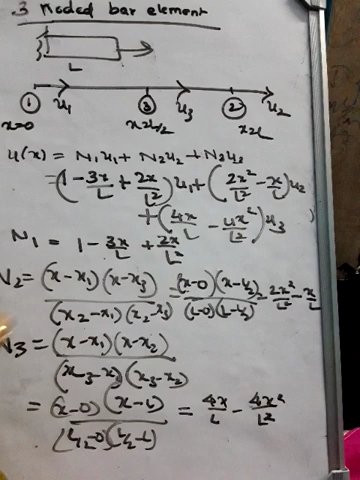 .3 Noded bar element
L
① u₁ ③ u₃ ② u₂
x=0 x=L/2 x=L
u(x) = N₁u₁ + N₂u₂ + N₃u₃
= (1 - 3x/L + 2x/L²) u₁ + (2x²/L² - x/L) u₂
+ (4x/L - 4x²/L²) u₃ )
N₁ = 1 - 3x/L + 2x/L²
N₂ = (x-x₁)(x-x₃) / (x₂-x₁)(x₂-x₃) = (x-0)(x-L/2) / (L-0)(L-L/2) = 2x²/L² - x/L
N₃ = (x-x₁)(x-x₂) / (x₃-x₁)(x₃-x₂)
= (x-0)(x-L) / (L/2-0)(L/2-L) = 4x/L - 4x²/L²